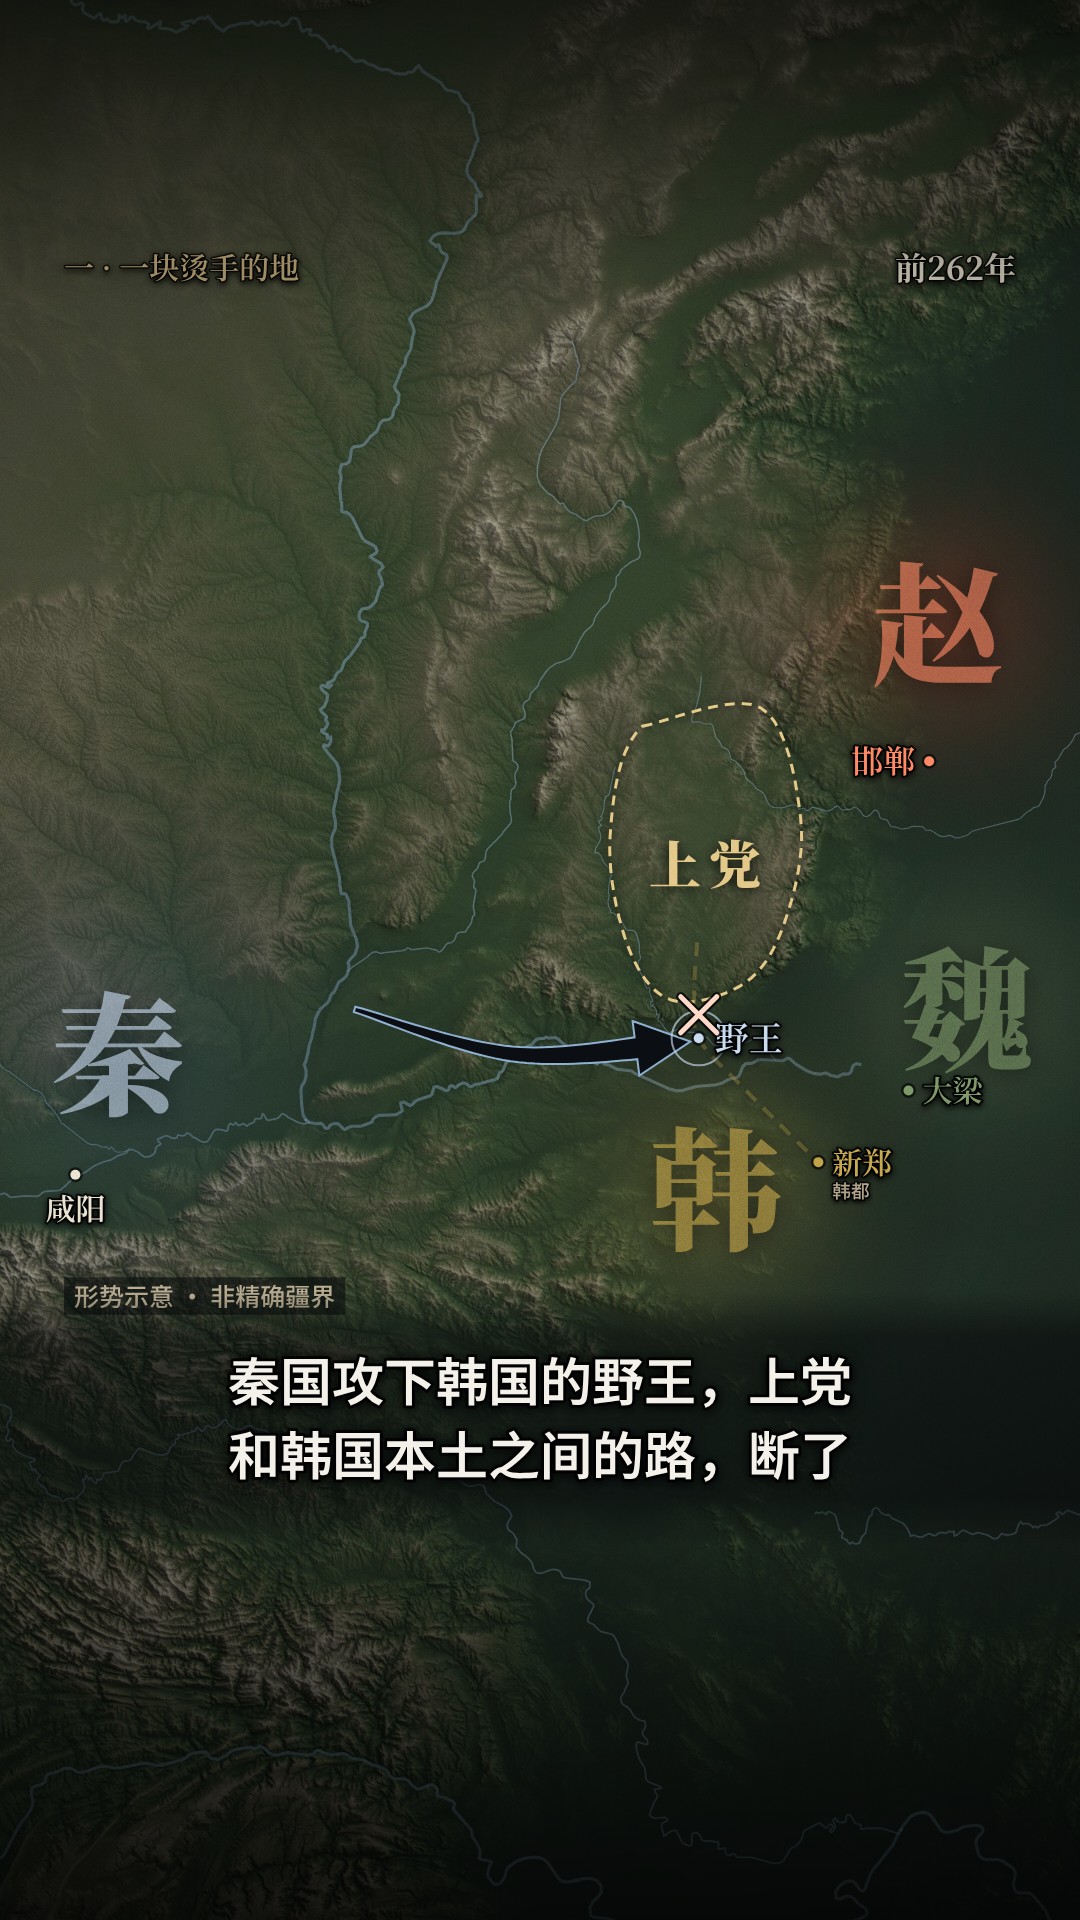 一·一块烫手的地
前262年
赵
邯郸
上党
秦
野王
魏
大梁
韩
新郑
韩都
咸阳
形势示意 · 非精确疆界
秦国攻下韩国的野王，上党
和韩国本土之间的路，断了